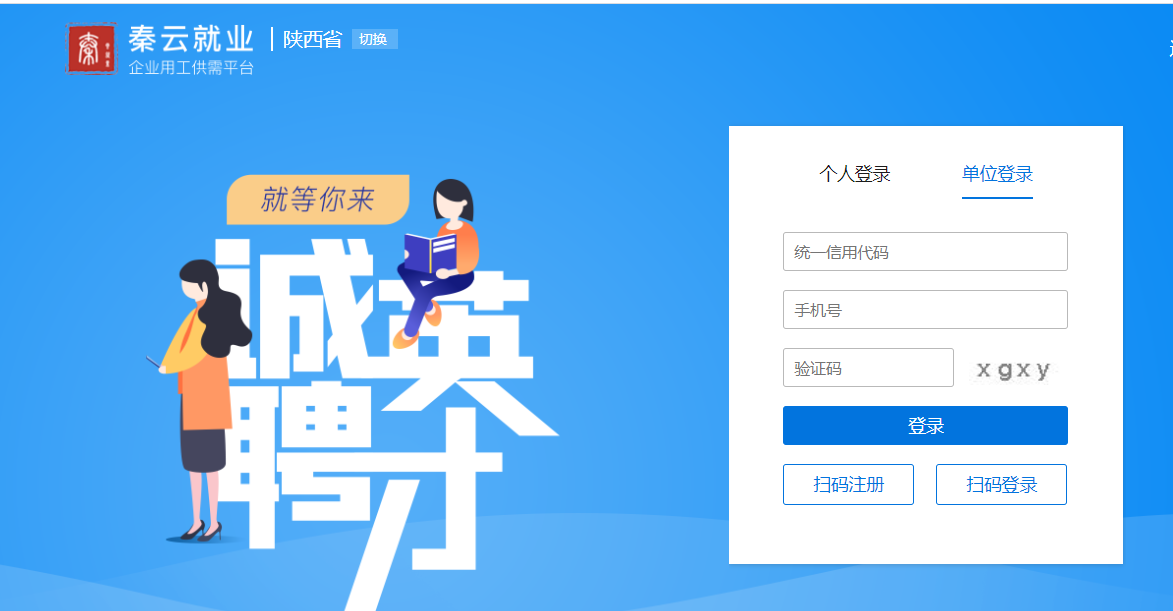 秦云就业 陕西省 切换
企业用工供需平台
就等你来
誠聘英才
个人登录 单位登录
统一信用代码
手机号
验证码 xgxy
登录
扫码注册 扫码登录